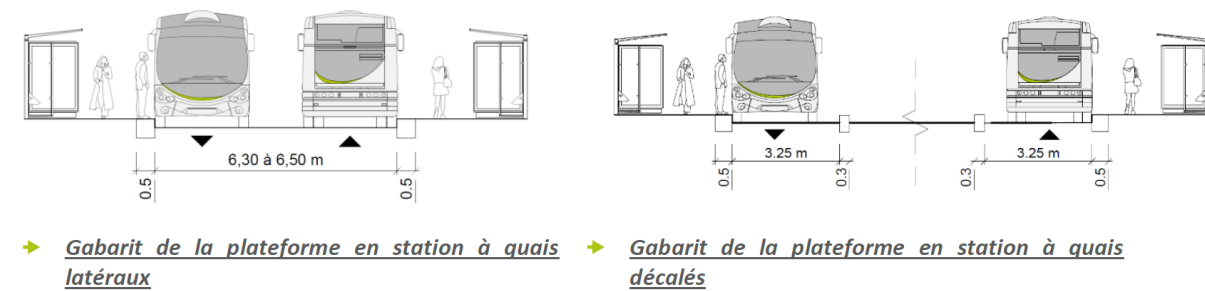 6,30 à 6,50 m
0.5
0.5
3.25 m
3.25 m
0.5
0.3
0.3
0.5
Gabarit de la plateforme en station à quais
latéraux
Gabarit de la plateforme en station à quais
décalés